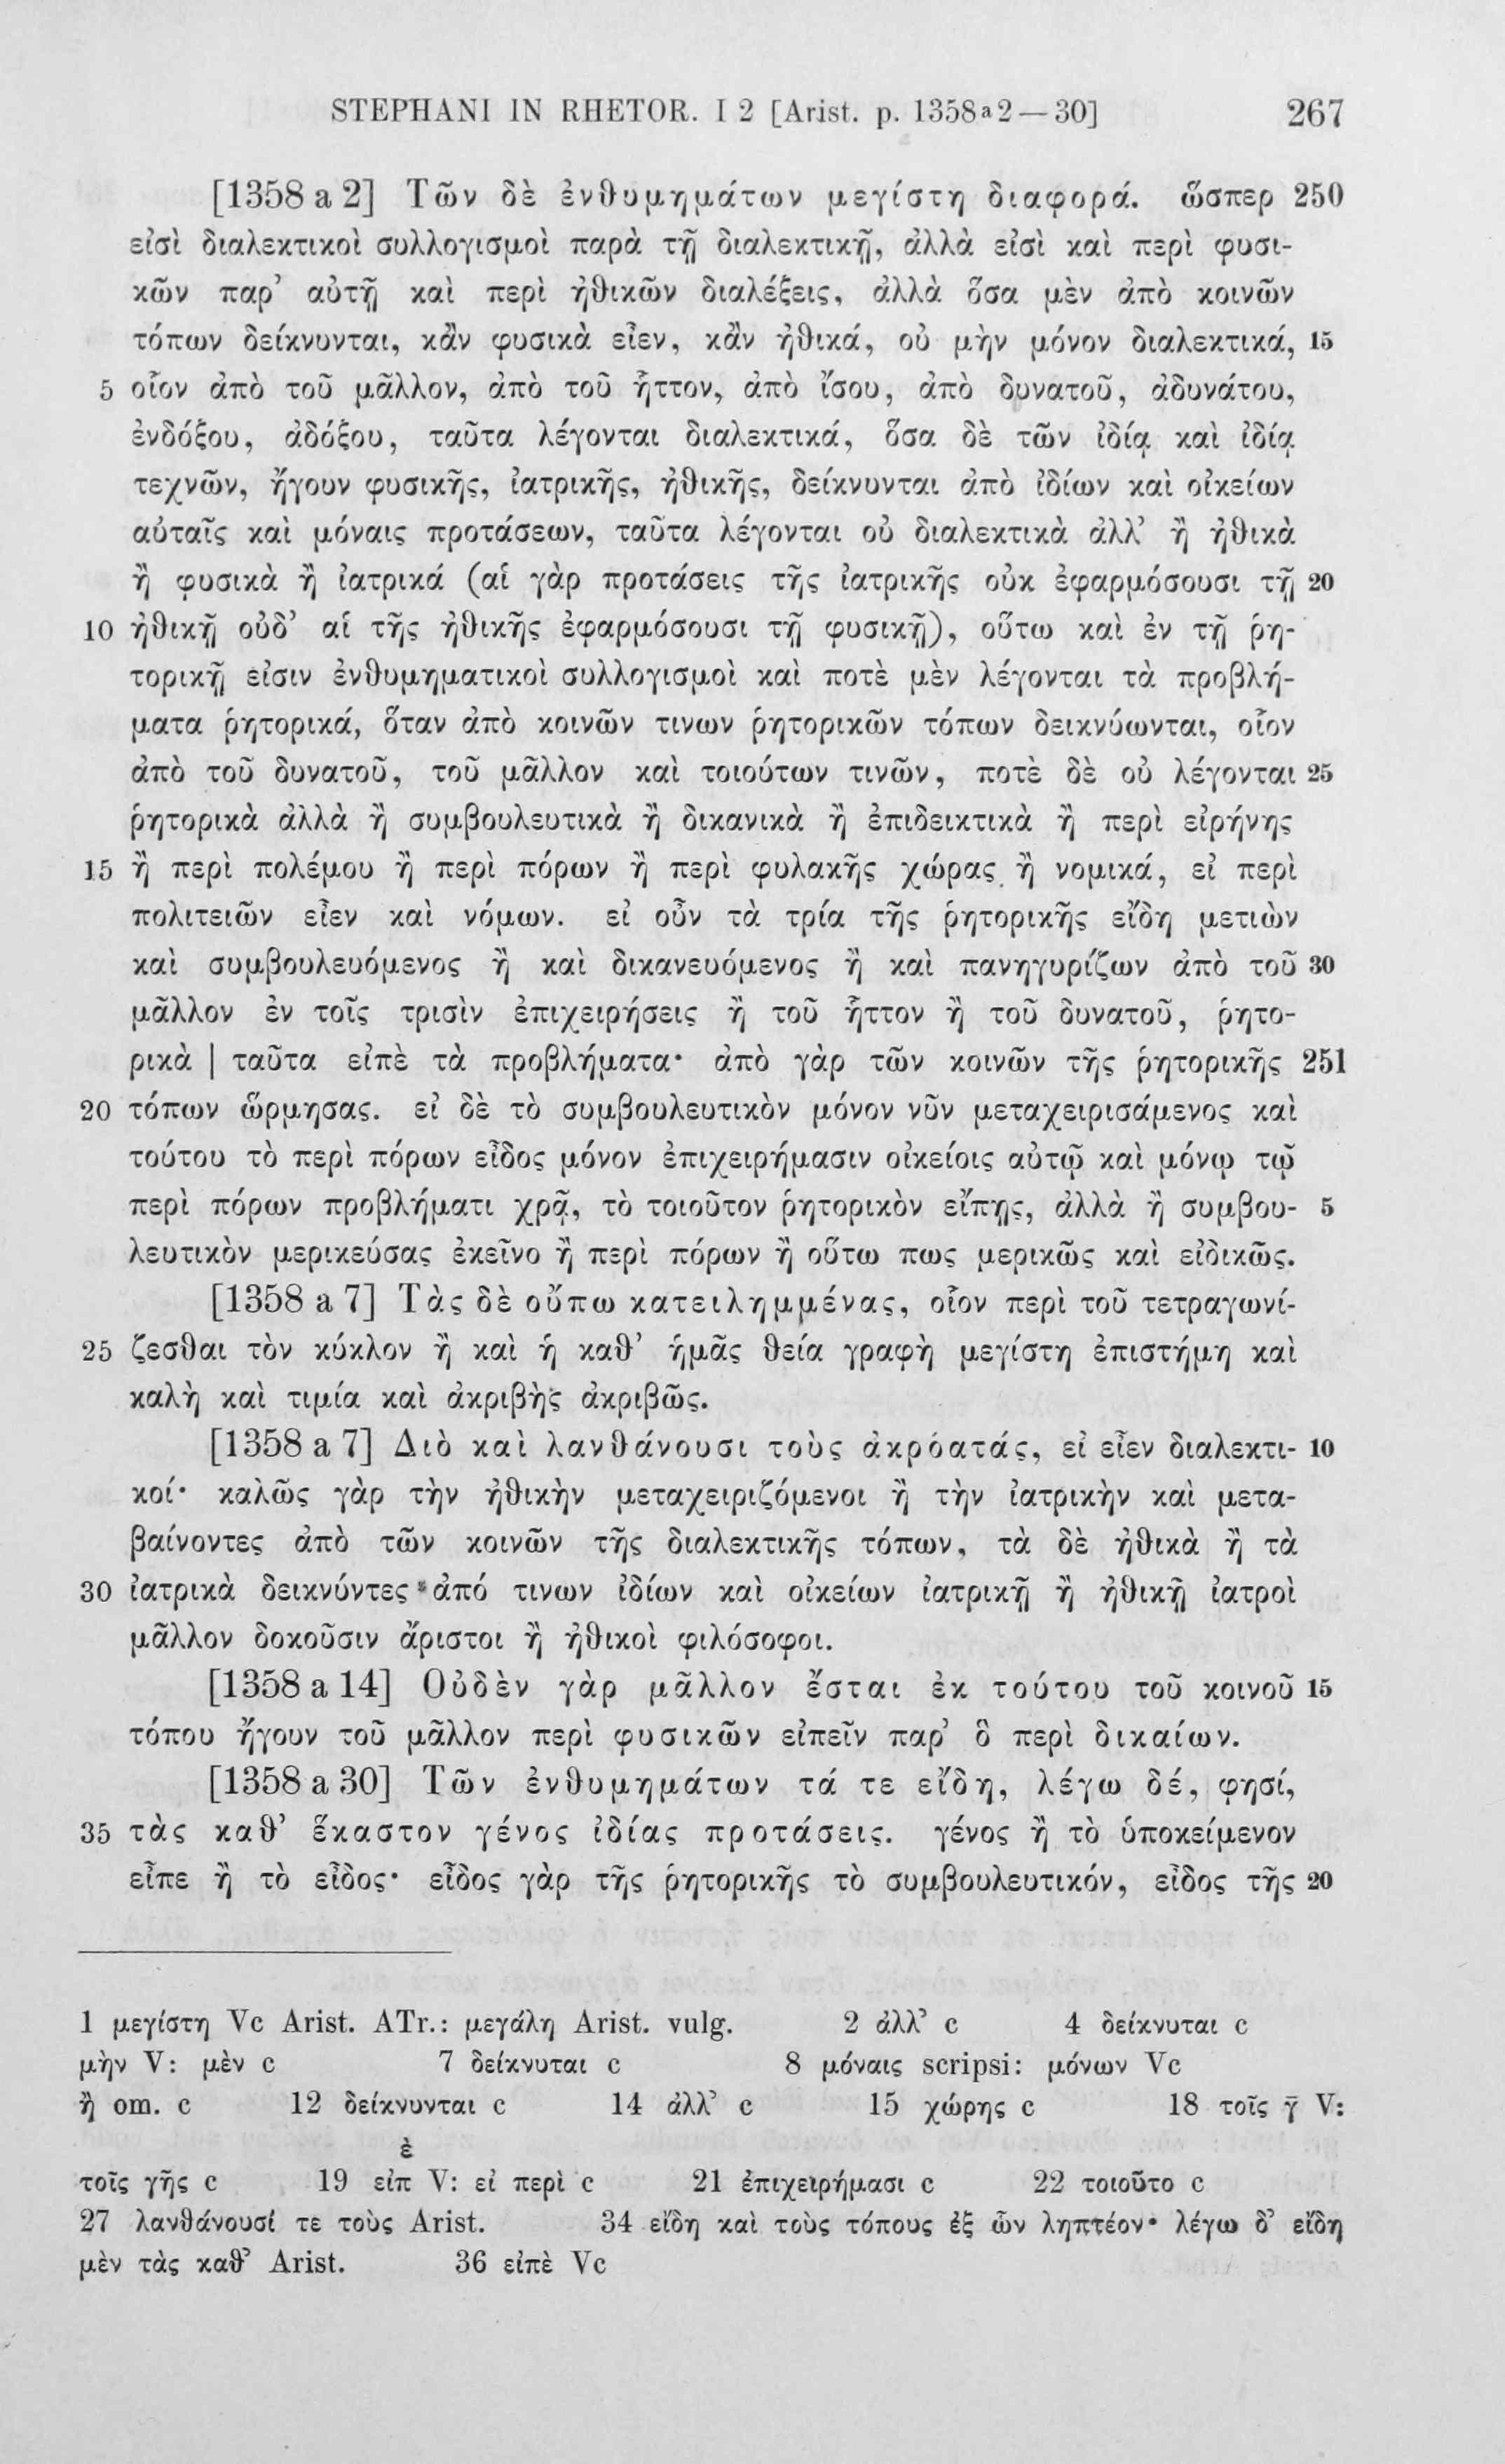 STEPHANI IN RHETOR. I 2 [Arist. p. 1358ª2 — 30] 267
[1358 a 2] Τῶν δὲ ἐνθυμημάτων μεγίστη διαφορά. ὥσπερ 250
εἰσὶ διαλεκτικοὶ συλλογισμοὶ παρὰ τῇ διαλεκτικῇ, ἀλλὰ εἰσὶ καὶ περὶ φυσι-
κῶν παρ’ αὐτῇ καὶ περὶ ἠθικῶν διαλέξεις, ἀλλὰ ὅσα μὲν ἀπὸ κοινῶν
τόπων δείκνυνται, κἂν φυσικὰ εἶεν, κἂν ἠθικά, οὐ μὴν μόνον διαλεκτικά, 15
5 οἷον ἀπὸ τοῦ μᾶλλον, ἀπὸ τοῦ ἧττον, ἀπὸ ἴσου, ἀπὸ δυνατοῦ, ἀδυνάτου,
ἐνδόξου, ἀδόξου, ταῦτα λέγονται διαλεκτικά, ὅσα δὲ τῶν ἰδίᾳ καὶ ἰδίᾳ
τεχνῶν, ἤγουν φυσικῆς, ἰατρικῆς, ἠθικῆς, δείκνυνται ἀπὸ ἰδίων καὶ οἰκείων
αὐταῖς καὶ μόναις προτάσεων, ταῦτα λέγονται οὐ διαλεκτικὰ ἀλλ’ ἢ ἠθικὰ
ἢ φυσικὰ ἢ ἰατρικά (αἱ γὰρ προτάσεις τῆς ἰατρικῆς οὐκ ἐφαρμόσουσι τῇ 20
10 ἠθικῇ οὐδ’ αἱ τῆς ἠθικῆς ἐφαρμόσουσι τῇ φυσικῇ), οὕτω καὶ ἐν τῇ ῥη-
τορικῇ εἰσιν ἐνθυμηματικοὶ συλλογισμοὶ καὶ ποτὲ μὲν λέγονται τὰ προβλή-
ματα ῥητορικά, ὅταν ἀπὸ κοινῶν τινων ῥητορικῶν τόπων δεικνύωνται, οἷον
ἀπὸ τοῦ δυνατοῦ, τοῦ μᾶλλον καὶ τοιούτων τινῶν, ποτὲ δὲ οὐ λέγονται 25
ῥητορικὰ ἀλλὰ ἢ συμβουλευτικὰ ἢ δικανικὰ ἢ ἐπιδεικτικὰ ἢ περὶ εἰρήνης
15 ἢ περὶ πολέμου ἢ περὶ πόρων ἢ περὶ φυλακῆς χώρας ἢ νομικά, εἰ περὶ
πολιτειῶν εἶεν καὶ νόμων. εἰ οὖν τὰ τρία τῆς ῥητορικῆς εἴδη μετιὼν
καὶ συμβουλευόμενος ἢ καὶ δικανευόμενος ἢ καὶ πανηγυρίζων ἀπὸ τοῦ 30
μᾶλλον ἐν τοῖς τρισὶν ἐπιχειρήσεις ἢ τοῦ ἧττον ἢ τοῦ δυνατοῦ, ῥητο-
ρικὰ | ταῦτα εἰπὲ τὰ προβλήματα· ἀπὸ γὰρ τῶν κοινῶν τῆς ῥητορικῆς 251
20 τόπων ὥρμησας. εἰ δὲ τὸ συμβουλευτικὸν μόνον νῦν μεταχειρισάμενος καὶ
τούτου τὸ περὶ πόρων εἶδος μόνον ἐπιχειρήμασιν οἰκείοις αὐτῷ καὶ μόνῳ τῷ
περὶ πόρων προβλήματι χρᾷ, τὸ τοιοῦτον ῥητορικὸν εἴπῃς, ἀλλὰ ἢ συμβου- 5
λευτικὸν μερικεύσας ἐκεῖνο ἢ περὶ πόρων ἢ οὕτω πως μερικῶς καὶ εἰδικῶς.
[1358 a 7] Τὰς δὲ οὔπω κατειλημμένας, οἷον περὶ τοῦ τετραγωνί-
25 ζεσθαι τὸν κύκλον ἢ καὶ ἡ καθ’ ἡμᾶς θεία γραφὴ μεγίστη ἐπιστήμη καὶ
καλὴ καὶ τιμία καὶ ἀκριβὴς ἀκριβῶς.
[1358 a 7] Διὸ καὶ λανθάνουσι τοὺς ἀκροατάς, εἰ εἶεν διαλεκτι- 10
κοί· καλῶς γὰρ τὴν ἠθικὴν μεταχειριζόμενοι ἢ τὴν ἰατρικὴν καὶ μετα-
βαίνοντες ἀπὸ τῶν κοινῶν τῆς διαλεκτικῆς τόπων, τὰ δὲ ἠθικὰ ἢ τὰ
30 ἰατρικὰ δεικνύντες ἀπό τινων ἰδίων καὶ οἰκείων ἰατρικῇ ἢ ἠθικῇ ἰατροὶ
μᾶλλον δοκοῦσιν ἄριστοι ἢ ἠθικοὶ φιλόσοφοι.
[1358 a 14] Οὐδὲν γὰρ μᾶλλον ἔσται ἐκ τούτου τοῦ κοινοῦ 15
τόπου ἤγουν τοῦ μᾶλλον περὶ φυσικῶν εἰπεῖν παρ’ ὃ περὶ δικαίων.
[1358 a 30] Τῶν ἐνθυμημάτων τά τε εἴδη, λέγω δέ, φησί,
35 τὰς καθ’ ἕκαστον γένος ἰδίας προτάσεις. γένος ἢ τὸ ὑποκείμενον
εἶπε ἢ τὸ εἶδος· εἶδος γὰρ τῆς ῥητορικῆς τὸ συμβουλευτικόν, εἶδος τῆς 20
1 μεγίστη Vc Arist. ATr.: μεγάλη Arist. vulg. 2 ἀλλ’ c 4 δείκνυται c
μὴν V: μὲν c 7 δείκνυται c 8 μόναις scripsi: μόνων Vc
ἢ om. c 12 δείκνυνται c 14 ἀλλ’ c 15 χώρης c 18 τοῖς γ̄ V:
τοῖς γῆς c 19 εἰπ ὲ V: εἰ περὶ c 21 ἐπιχειρήμασι c 22 τοιοῦτο c
27 λανθάνουσί τε τοὺς Arist. 34 εἴδη καὶ τοὺς τόπους ἐξ ὧν ληπτέον· λέγω δ’ εἴδη
μὲν τὰς καθ’ Arist. 36 εἰπὲ Vc